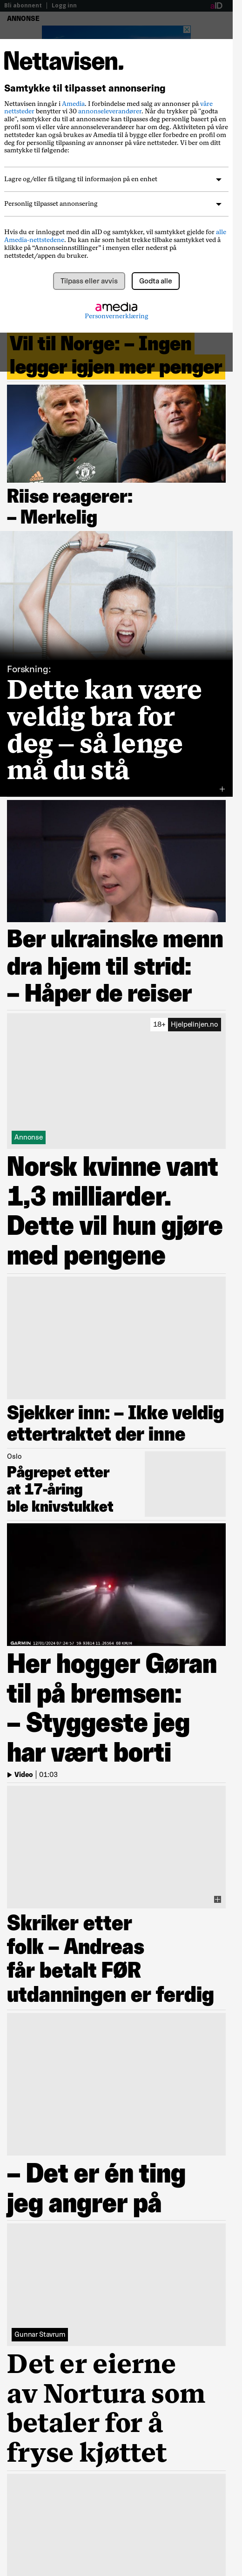 Bli abonnent | Logg inn
aID
ANNONSE
Nettavisen.
Samtykke til tilpasset annonsering
Nettavisen inngår i Amedia. I forbindelse med salg av annonser på våre
nettsteder benytter vi 30 annonseleverandører. Når du trykker på "godta
alle", samtykker du til at annonsene kan tilpasses deg personlig basert på en
profil som vi eller våre annonseleverandører har om deg. Aktiviteten på våre
nettsteder kan også brukes av Amedia til å bygge eller forbedre en profil om
deg for personlig tilpasning av annonser på våre nettsteder. Vi ber om ditt
samtykke til følgende:
Lagre og/eller få tilgang til informasjon på en enhet
Personlig tilpasset annonsering
Hvis du er innlogget med din aID og samtykker, vil samtykket gjelde for alle
Amedia-nettstedene. Du kan når som helst trekke tilbake samtykket ved å
klikke på “Annonseinnstillinger” i menyen eller nederst på
nettstedet/appen du bruker.
Tilpass eller avvis
Godta alle
amedia
Personvernerklæring
Vil til Norge: – Ingen
legger igjen mer penger
Riise reagerer:
– Merkelig
Forskning:
Dette kan være
veldig bra for
deg – så lenge
må du stå
Ber ukrainske menn
dra hjem til strid:
– Håper de reiser
18+ Hjelpelinjen.no
Annonse
Norsk kvinne vant
1,3 milliarder.
Dette vil hun gjøre
med pengene
Sjekker inn: – Ikke veldig
ettertraktet der inne
Oslo
Pågrepet etter
at 17-åring
ble knivstukket
GARMIN
Her hogger Gøran
til på bremsen:
– Styggeste jeg
har vært borti
Video | 01:03
Skriker etter
folk – Andreas
får betalt FØR
utdanningen er ferdig
– Det er én ting
jeg angrer på
Gunnar Stavrum
Det er eierne
av Nortura som
betaler for å
fryse kjøttet